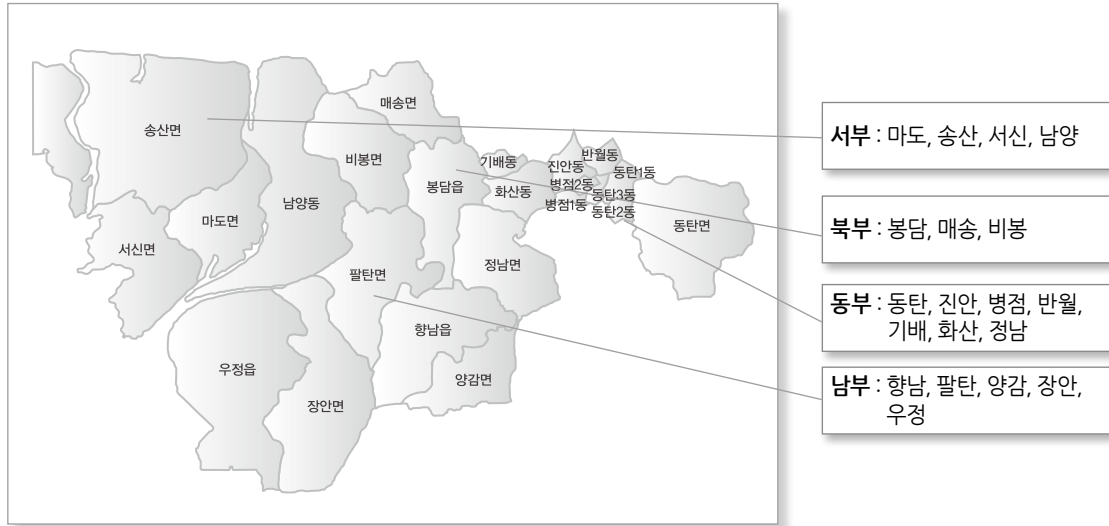 매송면
송산면
비봉면
기배동
반월동
진안동
동탄1동
봉담읍
화산동
병점2동
남양동
동탄3동
병점1동
동탄2동
마도면
동탄면
서신면
정남면
팔탄면
향남읍
우정읍
양감면
장안면
서부 : 마도, 송산, 서신, 남양
북부 : 봉담, 매송, 비봉
동부 : 동탄, 진안, 병점, 반월,
기배, 화산, 정남
남부 : 향남, 팔탄, 양감, 장안,
우정